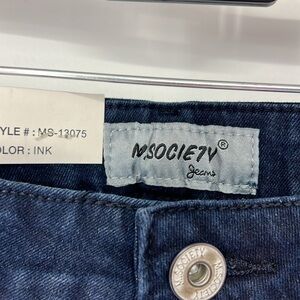 YLE # : MS-13075
OLOR : INK
M.SOCIETY®
Jeans
M.SOCIETY